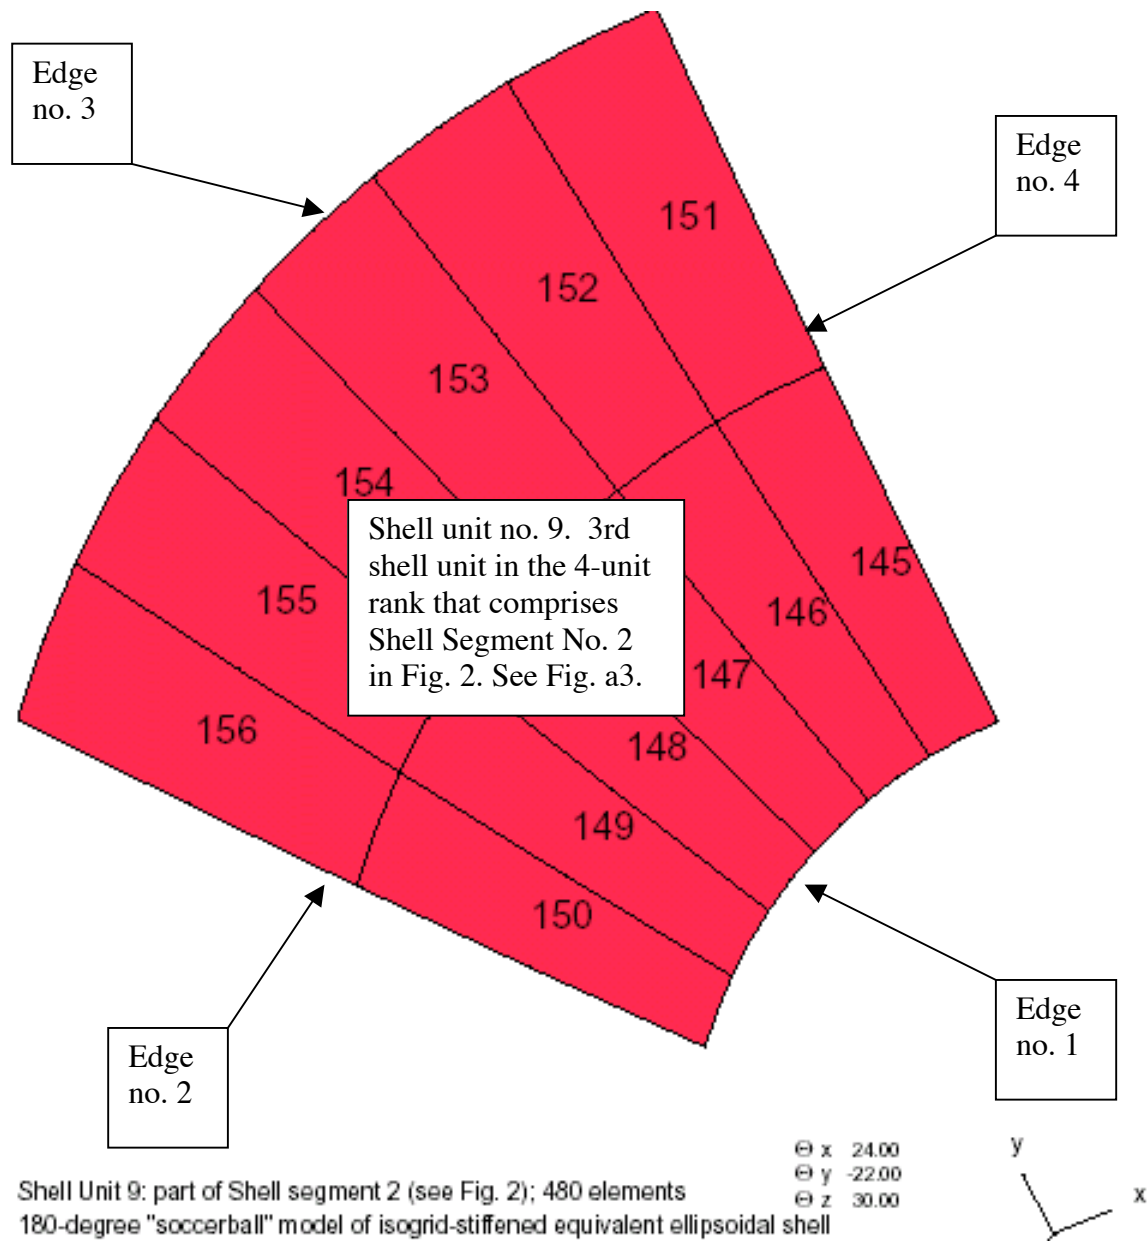 Edge
no. 3
Edge
no. 4
151
152
153
154
145
155
146
Shell unit no. 9. 3rd
shell unit in the 4-unit
rank that comprises
Shell Segment No. 2
in Fig. 2. See Fig. a3.
147
156
148
149
150
Edge
no. 1
Edge
no. 2
Θ x 24.00
Θ y -22.00
Θ z 30.00
y
x
Shell Unit 9: part of Shell segment 2 (see Fig. 2); 480 elements
180-degree "soccerball" model of isogrid-stiffened equivalent ellipsoidal shell